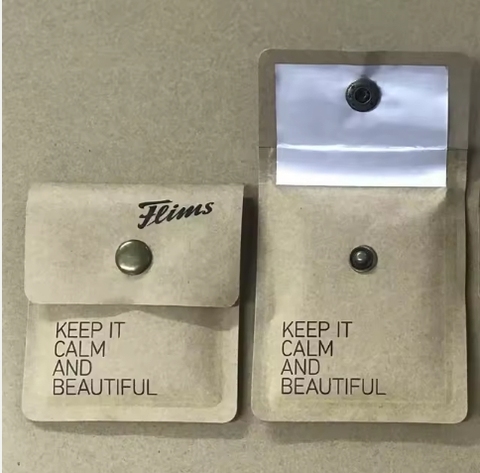 Flims
KEEP IT
CALM
AND
BEAUTIFUL
KEEP IT
CALM
AND
BEAUTIFUL